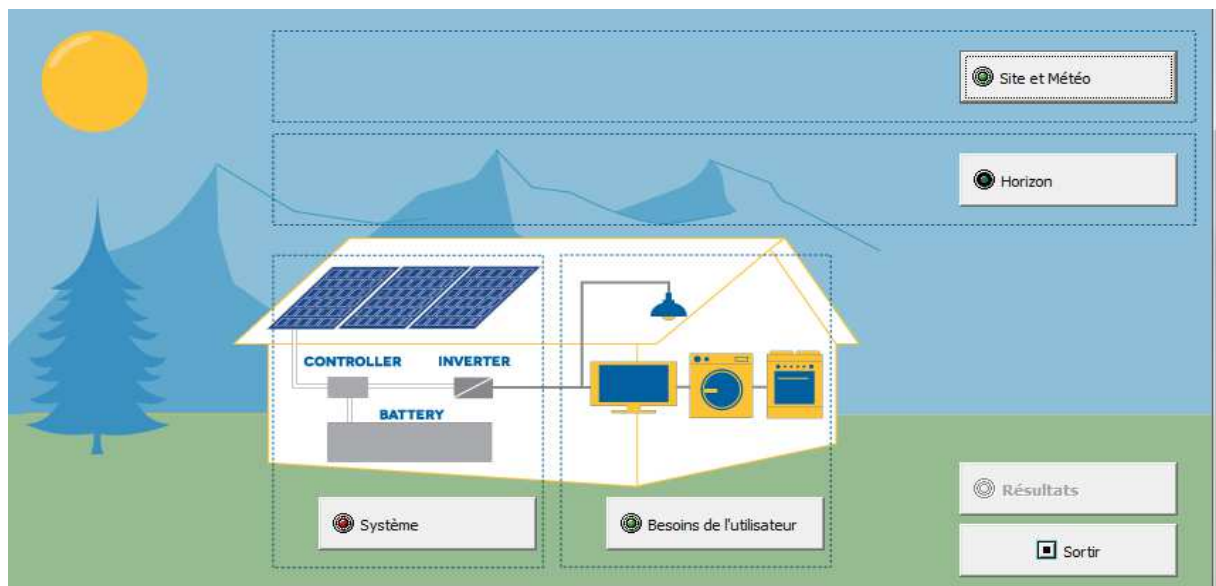 Site et Météo
Horizon
CONTROLLER
INVERTER
BATTERY
Système
Besoins de l'utilisateur
Résultats
Sortir